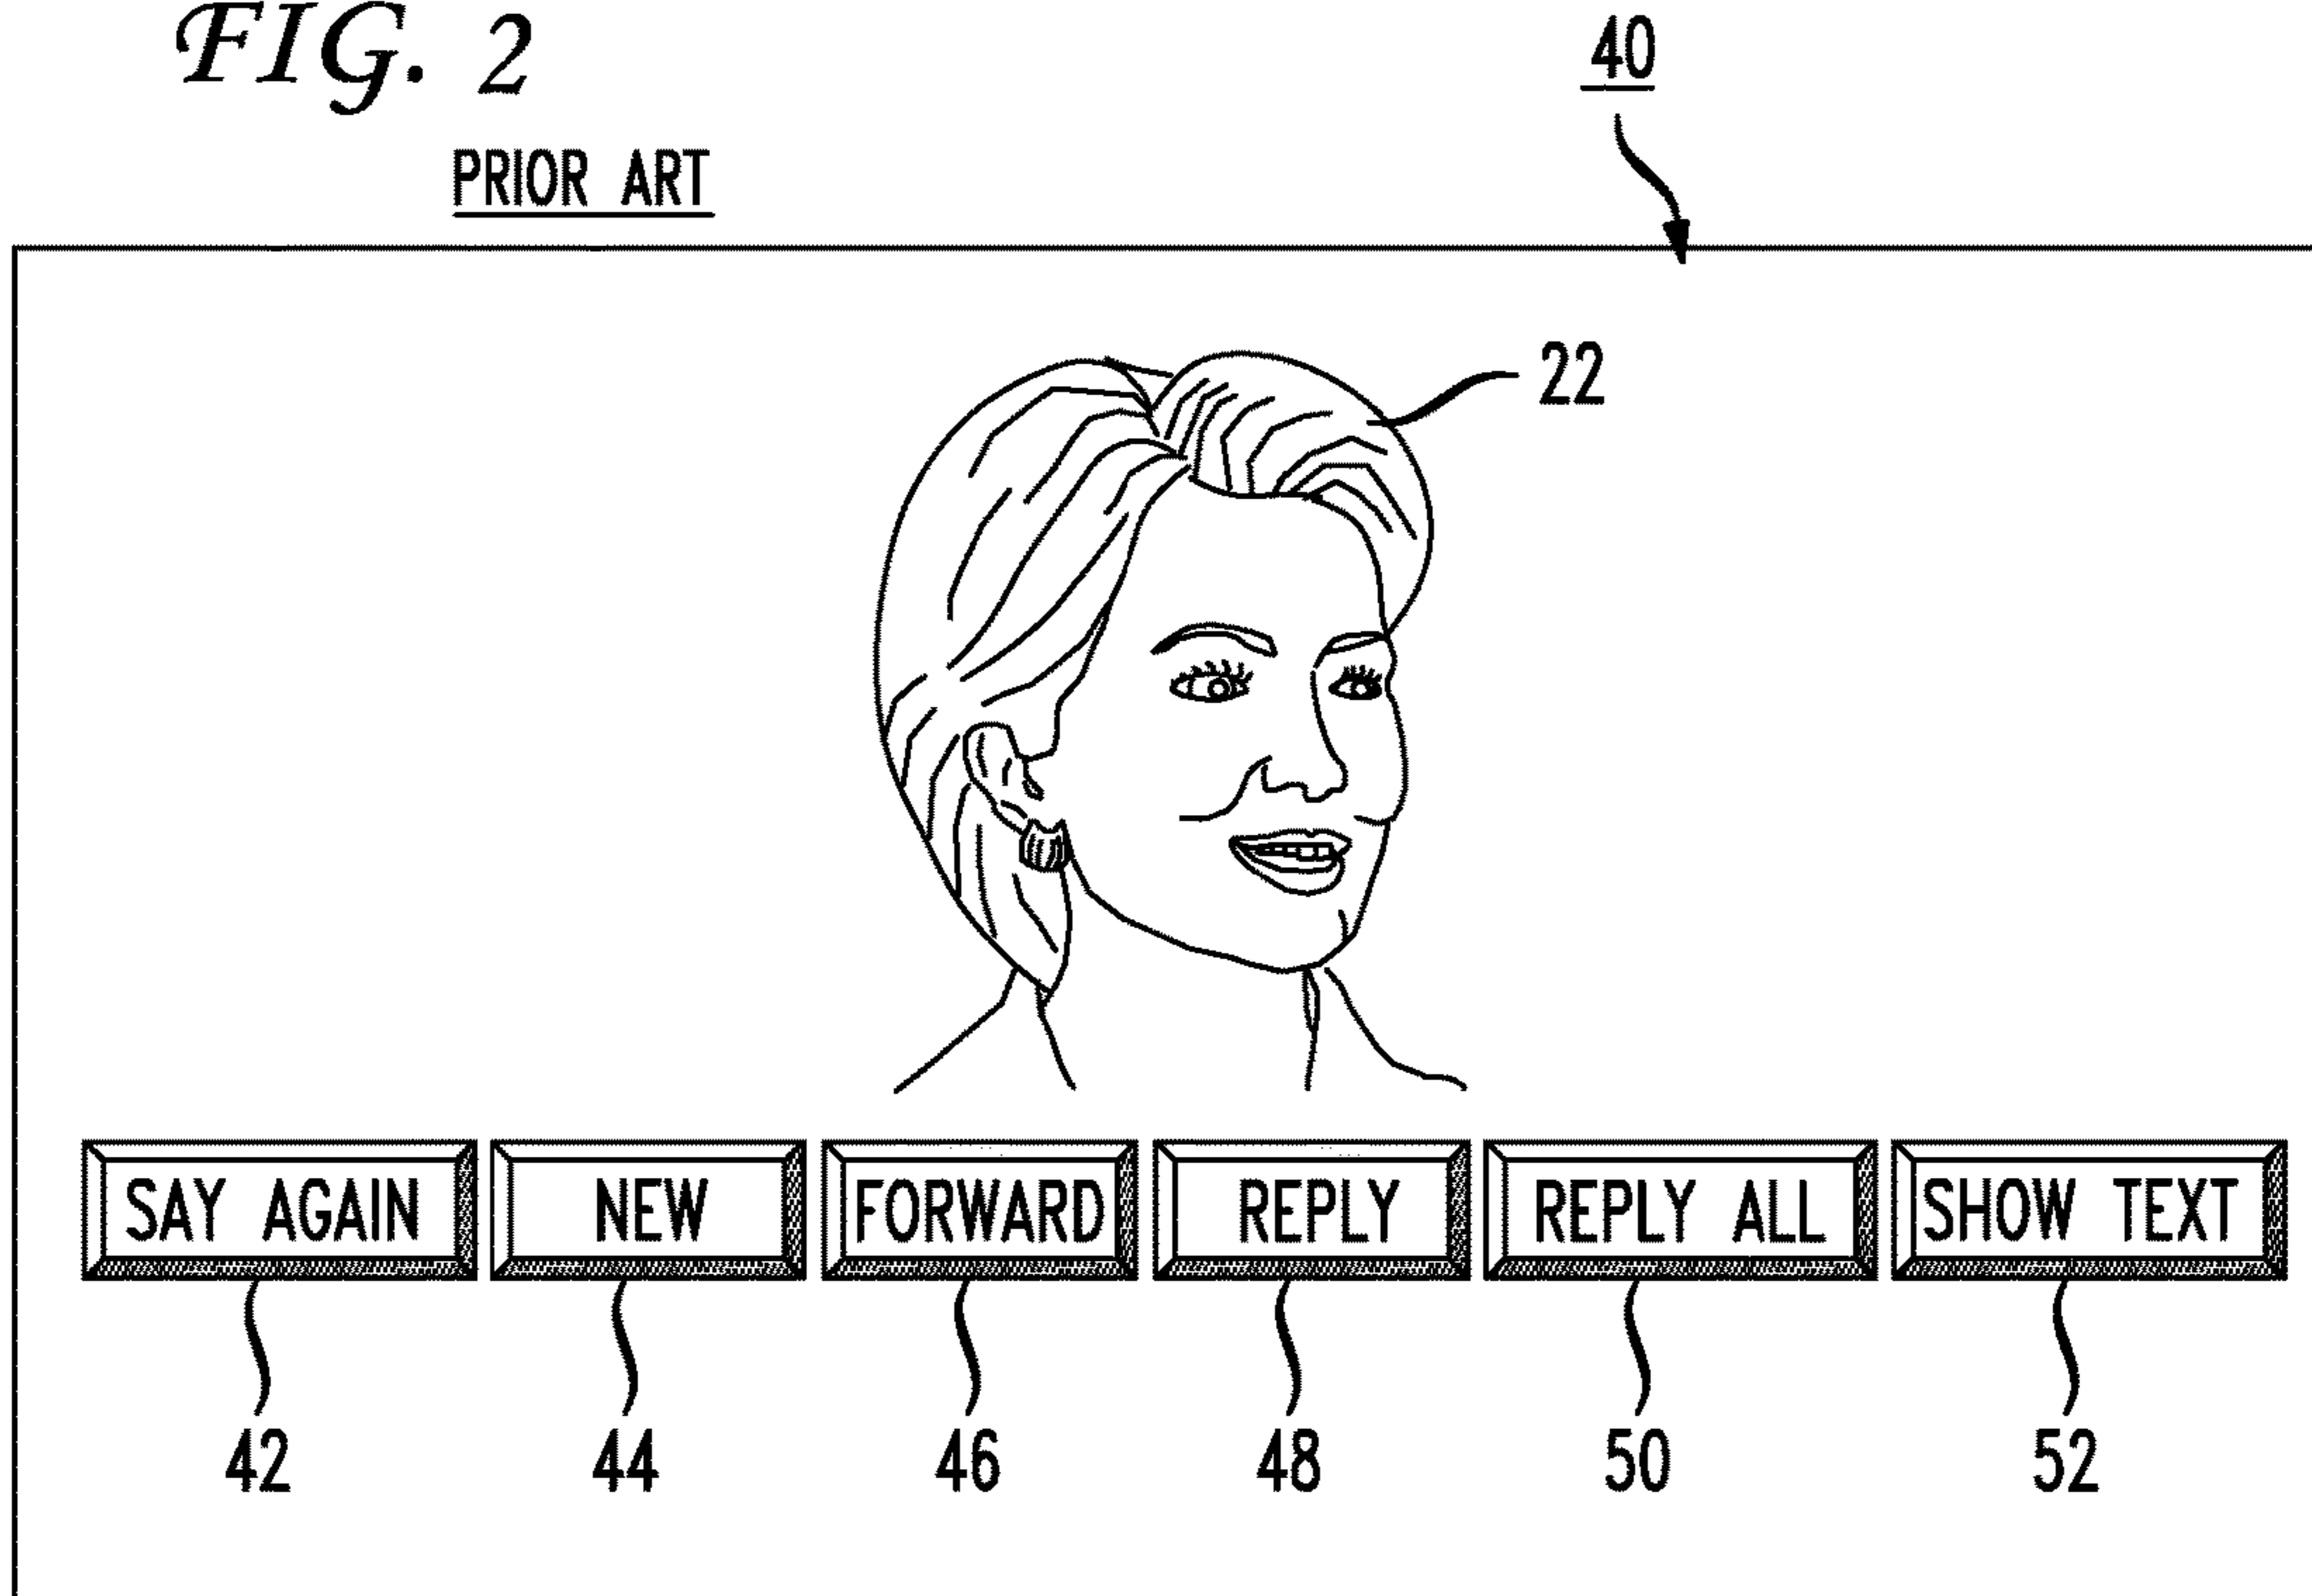 FIG. 2
40
PRIOR ART
22
SAY AGAIN NEW FORWARD REPLY REPLY ALL SHOW TEXT
42 44 46 48 50 52